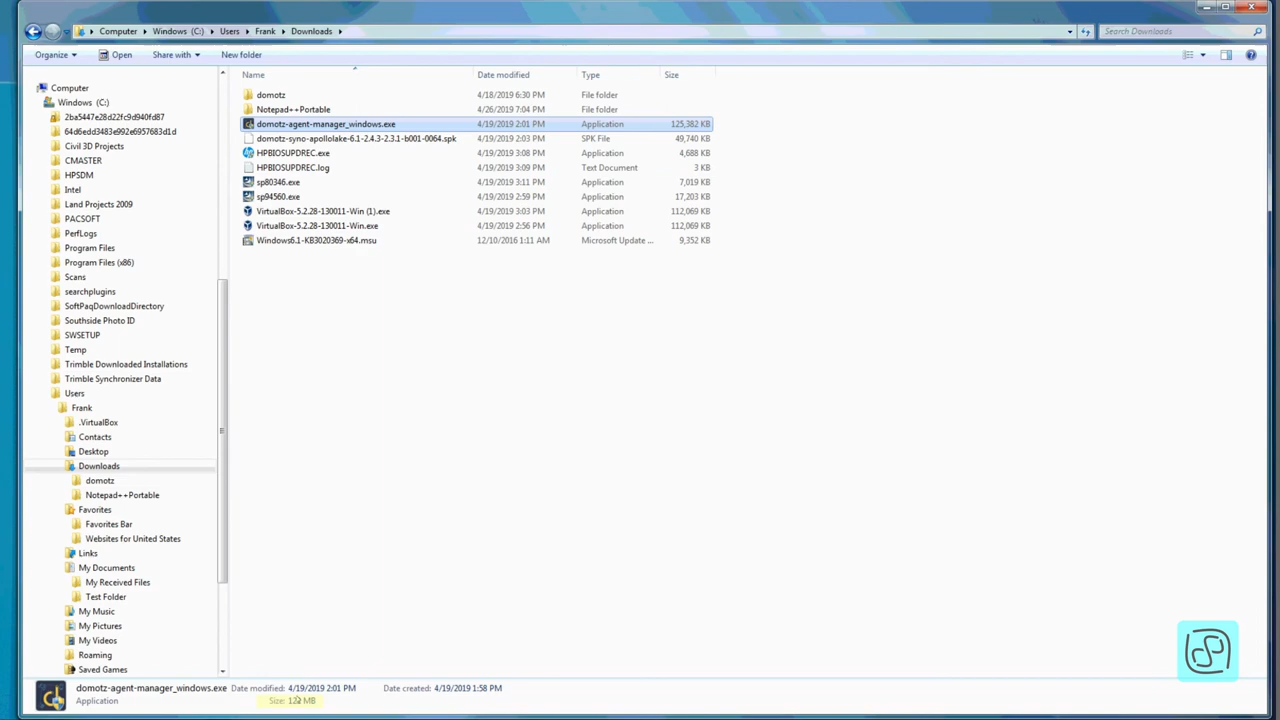 Computer Windows (C:) Users Frank Downloads
Search Downloads
Organize Open Share with New folder
Name Date modified Type Size
Computer
Windows (C:)
2ba5447e28d22fc9d940fd87
64d6edd3483e992e6957681d1d
Civil 3D Projects
CMASTER
HPSDM
Intel
Land Projects 2009
PACSOFT
PerfLogs
Program Files
Program Files (x86)
Scans
searchplugins
SoftPaqDownloadDirectory
Southside Photo ID
SWSETUP
Temp
Trimble Downloaded Installations
Trimble Synchronizer Data
Users
Frank
.VirtualBox
Contacts
Desktop
Downloads
domotz
Notepad++Portable
Favorites
Favorites Bar
Websites for United States
Links
My Documents
My Received Files
Test Folder
My Music
My Pictures
My Videos
Roaming
Saved Games
domotz 4/18/2019 6:30 PM File folder
Notepad++Portable 4/26/2019 7:04 PM File folder
domotz-agent-manager_windows.exe 4/19/2019 2:01 PM Application 125,382 KB
domotz-syno-apollolake-6.1-2.4.3-2.3.1-b001-0064.spk 4/19/2019 2:03 PM SPK File 49,740 KB
HPBIOSUPDREC.exe 4/19/2019 3:08 PM Application 4,688 KB
HPBIOSUPDREC.log 4/19/2019 3:09 PM Text Document 3 KB
sp80346.exe 4/19/2019 3:11 PM Application 7,019 KB
sp94560.exe 4/19/2019 2:59 PM Application 17,203 KB
VirtualBox-5.2.28-130011-Win (1).exe 4/19/2019 3:03 PM Application 112,069 KB
VirtualBox-5.2.28-130011-Win.exe 4/19/2019 2:56 PM Application 112,069 KB
Windows6.1-KB3020369-x64.msu 12/10/2016 1:11 AM Microsoft Update ... 9,352 KB
domotz-agent-manager_windows.exe Date modified: 4/19/2019 2:01 PM Date created: 4/19/2019 1:58 PM
Application Size: 122 MB